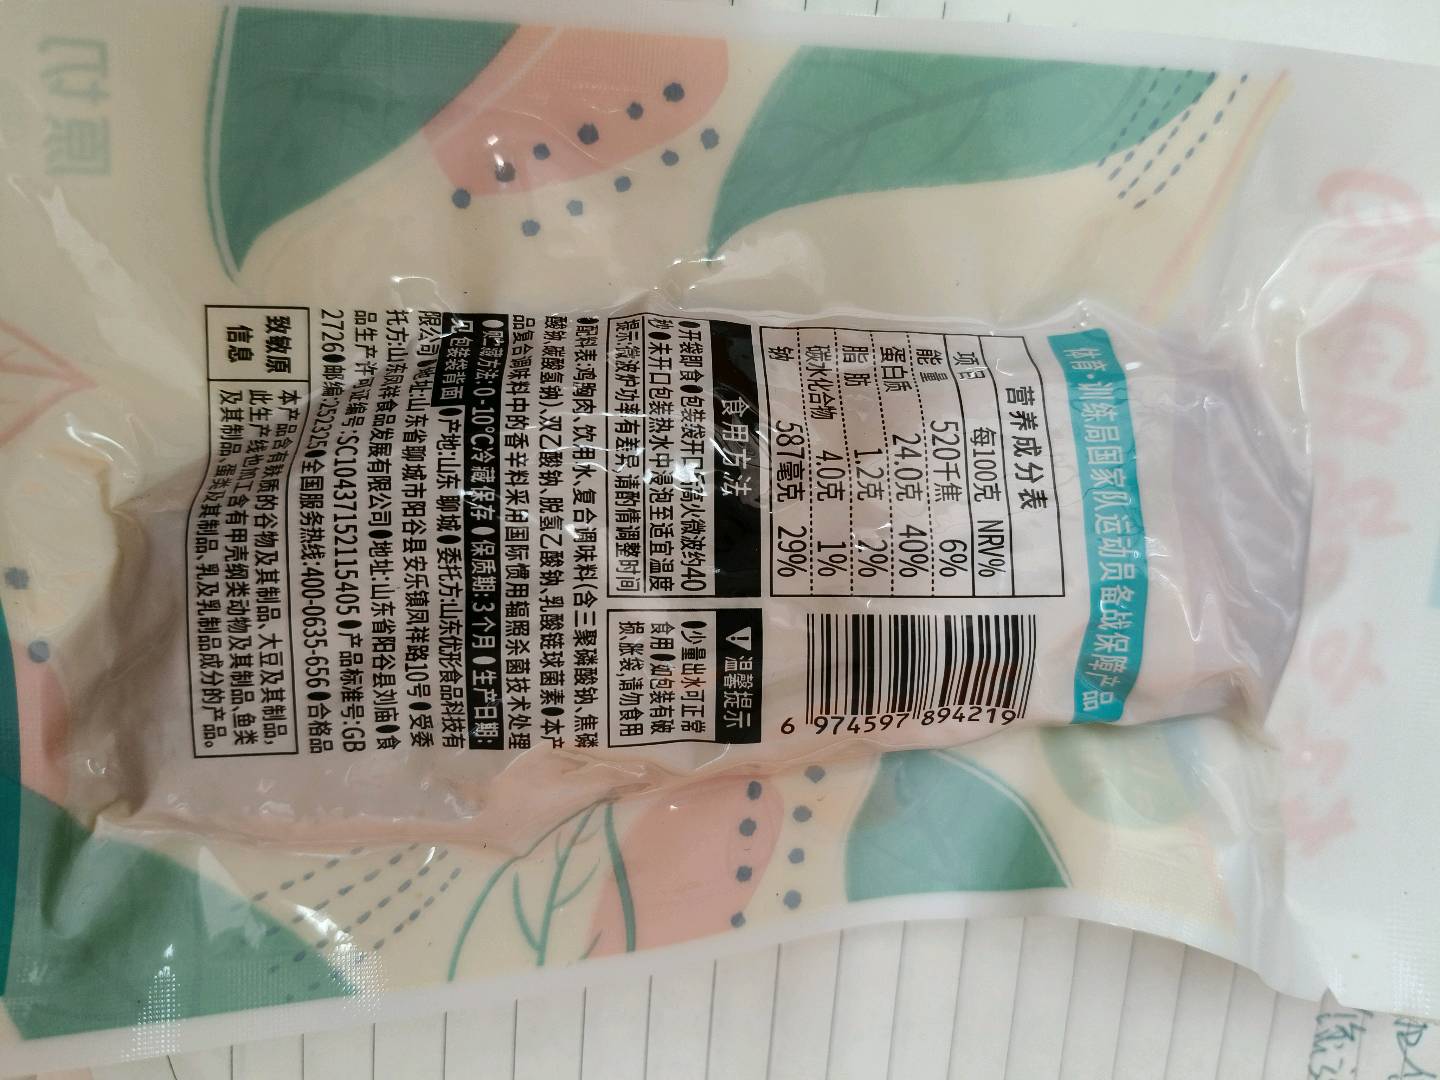 体育·训练局国家队运动员备战保障产品
营养成分表
项目 每100克 NRV%
能量 520千焦 6%
蛋白质 24.0克 40%
脂肪 1.2克 2%
碳水化合物 4.0克 1%
钠 587毫克 29%
6 974597 894219
食用方法
●开袋即食●包装袋开口后高火微波约40
秒●未开口包装热水中浸泡至适宜温度
提示:微波炉功率有差异,请酌情调整时间
温馨提示
●少量出水可正常
食用●如包装有破
损、胀袋,请勿食用
●配料表:鸡胸肉、饮用水、复合调味料(含三聚磷酸钠、焦磷
酸钠、碳酸氢钠)、双乙酸钠、脱氢乙酸钠、乳酸链球菌素●本产
品复合调味料中的香辛料采用国际惯用辐照杀菌技术处理
●贮藏方法:0-10℃冷藏保存●保质期:3个月●生产日期:
见包装袋背面●产地:山东 聊城●委托方:山东优形食品科技有
限公司●地址:山东省聊城市阳谷县安乐镇凤祥路10号●受委
托方:山东凤祥食品发展有限公司●地址:山东省阳谷县刘庙●食
品生产许可证编号:SC10437152115405●产品标准号:GB
2726●邮编:252325●全国服务热线:400-0635-656●合格品
致敏原
信息
本产品含有麸质的谷物及其制品、大豆及其制品,
此生产线也加工含有甲壳纲类动物及其制品,鱼类
及其制品,蛋类及其制品,乳及乳制品成分的产品。